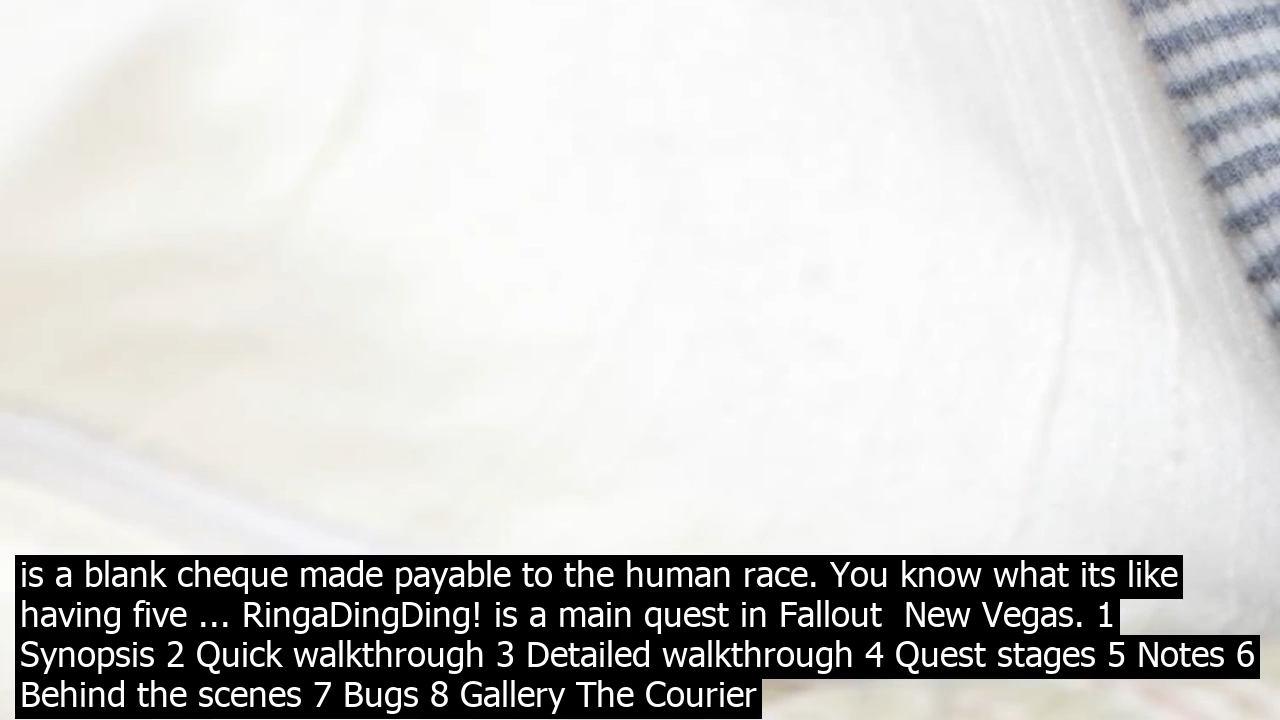 is a blank cheque made payable to the human race. You know what its like
having five ... RingaDingDing! is a main quest in Fallout  New Vegas. 1
Synopsis 2 Quick walkthrough 3 Detailed walkthrough 4 Quest stages 5 Notes 6
Behind the scenes 7 Bugs 8 Gallery The Courier